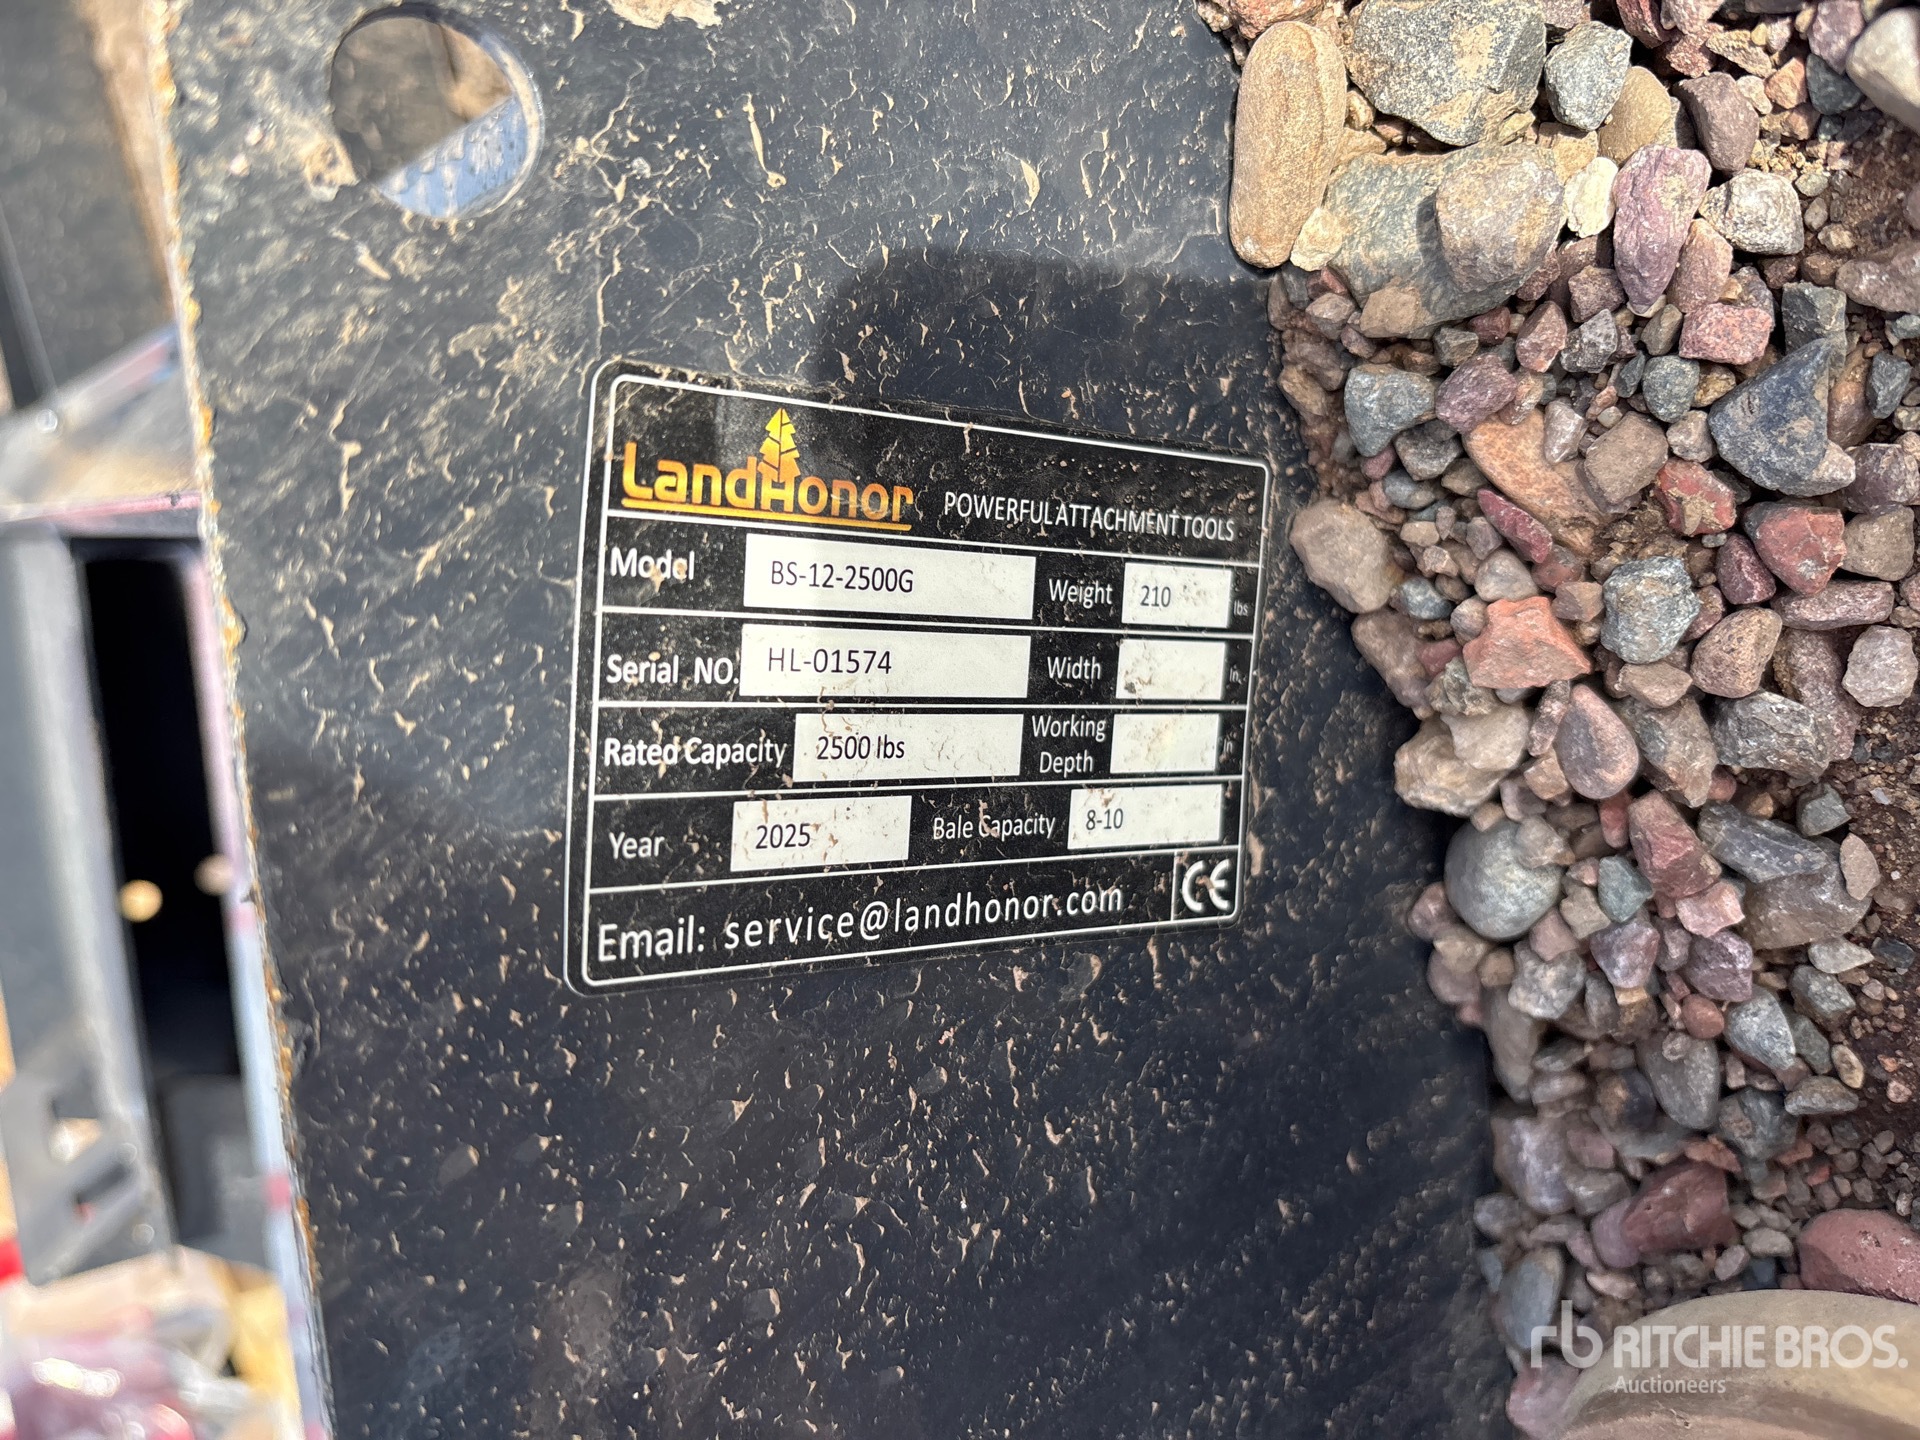 LandHonor POWERFUL ATTACHMENT TOOLS
Model BS-12-2500G Weight 210 lbs
Serial NO. HL-01574 Width In.
Rated Capacity 2500 lbs Working Depth In
Year 2025 Bale Capacity 8-10
Email: service@landhonor.com CE
rb RITCHIE BROS.
Auctioneers